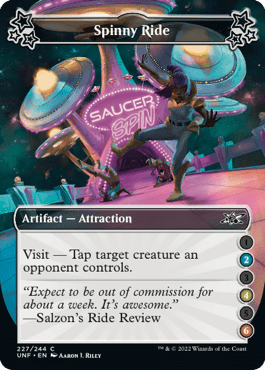 Spinny Ride
SAUCER
SPIN
Artifact — Attraction
Visit — Tap target creature an
opponent controls.
“Expect to be out of commission for
about a week. It’s awesome.”
—Salzon’s Ride Review
1
2
3
4
5
6
227/244 C
UNF • EN AARON J. RILEY
™ & © 2022 Wizards of the Coast